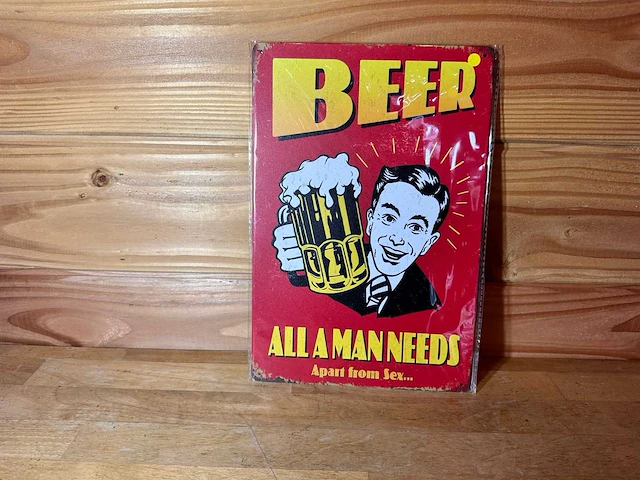 BEER
ALL A MAN NEEDS
Apart from Sex...